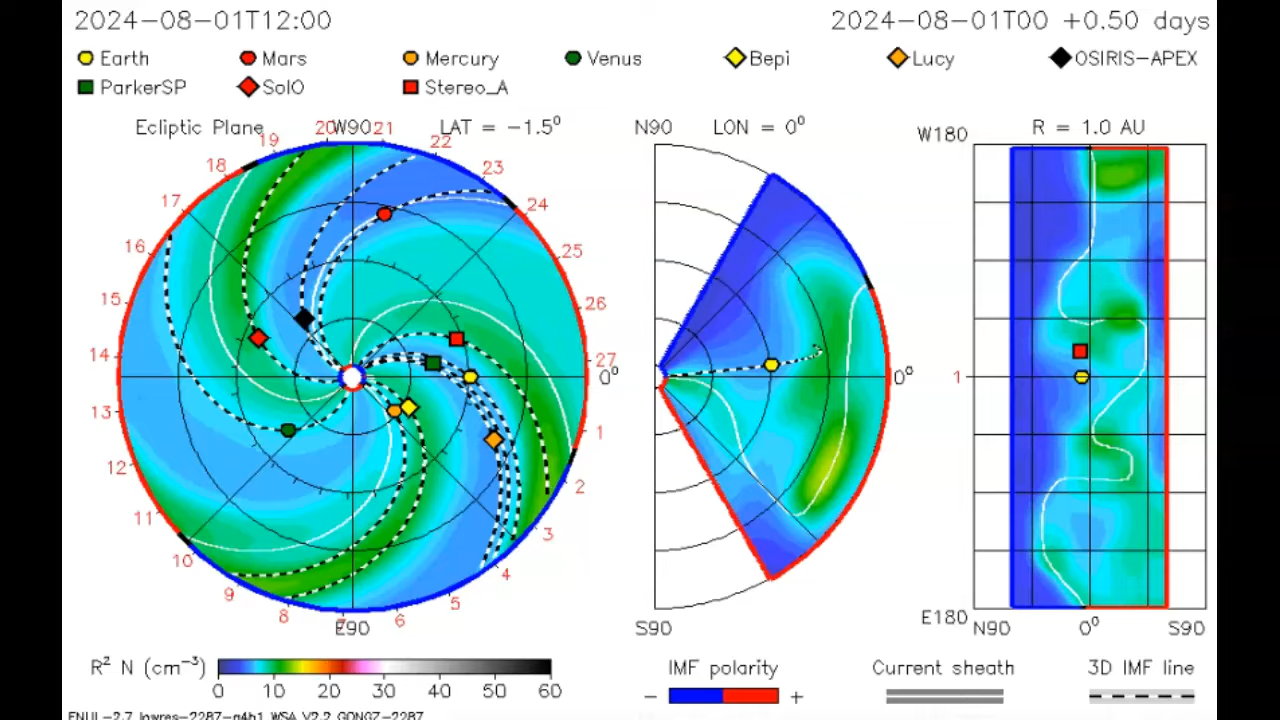 2024-08-01T12:00 2024-08-01T00 +0.50 days
Earth Mars Mercury Venus Bepi Lucy OSIRIS-APEX
ParkerSP SolO Stereo_A
Ecliptic Plane W90 LAT = -1.5° N90 LON = 0° W180 R = 1.0 AU
20 21
19 22
18 23
17 24
16 25
15 26
14 27 0° 0° 1
13 1
12 2
11 3
10 4
9 5
8 6
E90 S90 E180 N90 0° S90
R² N (cm⁻³) IMF polarity Current sheath 3D IMF line
0 10 20 30 40 50 60 - +